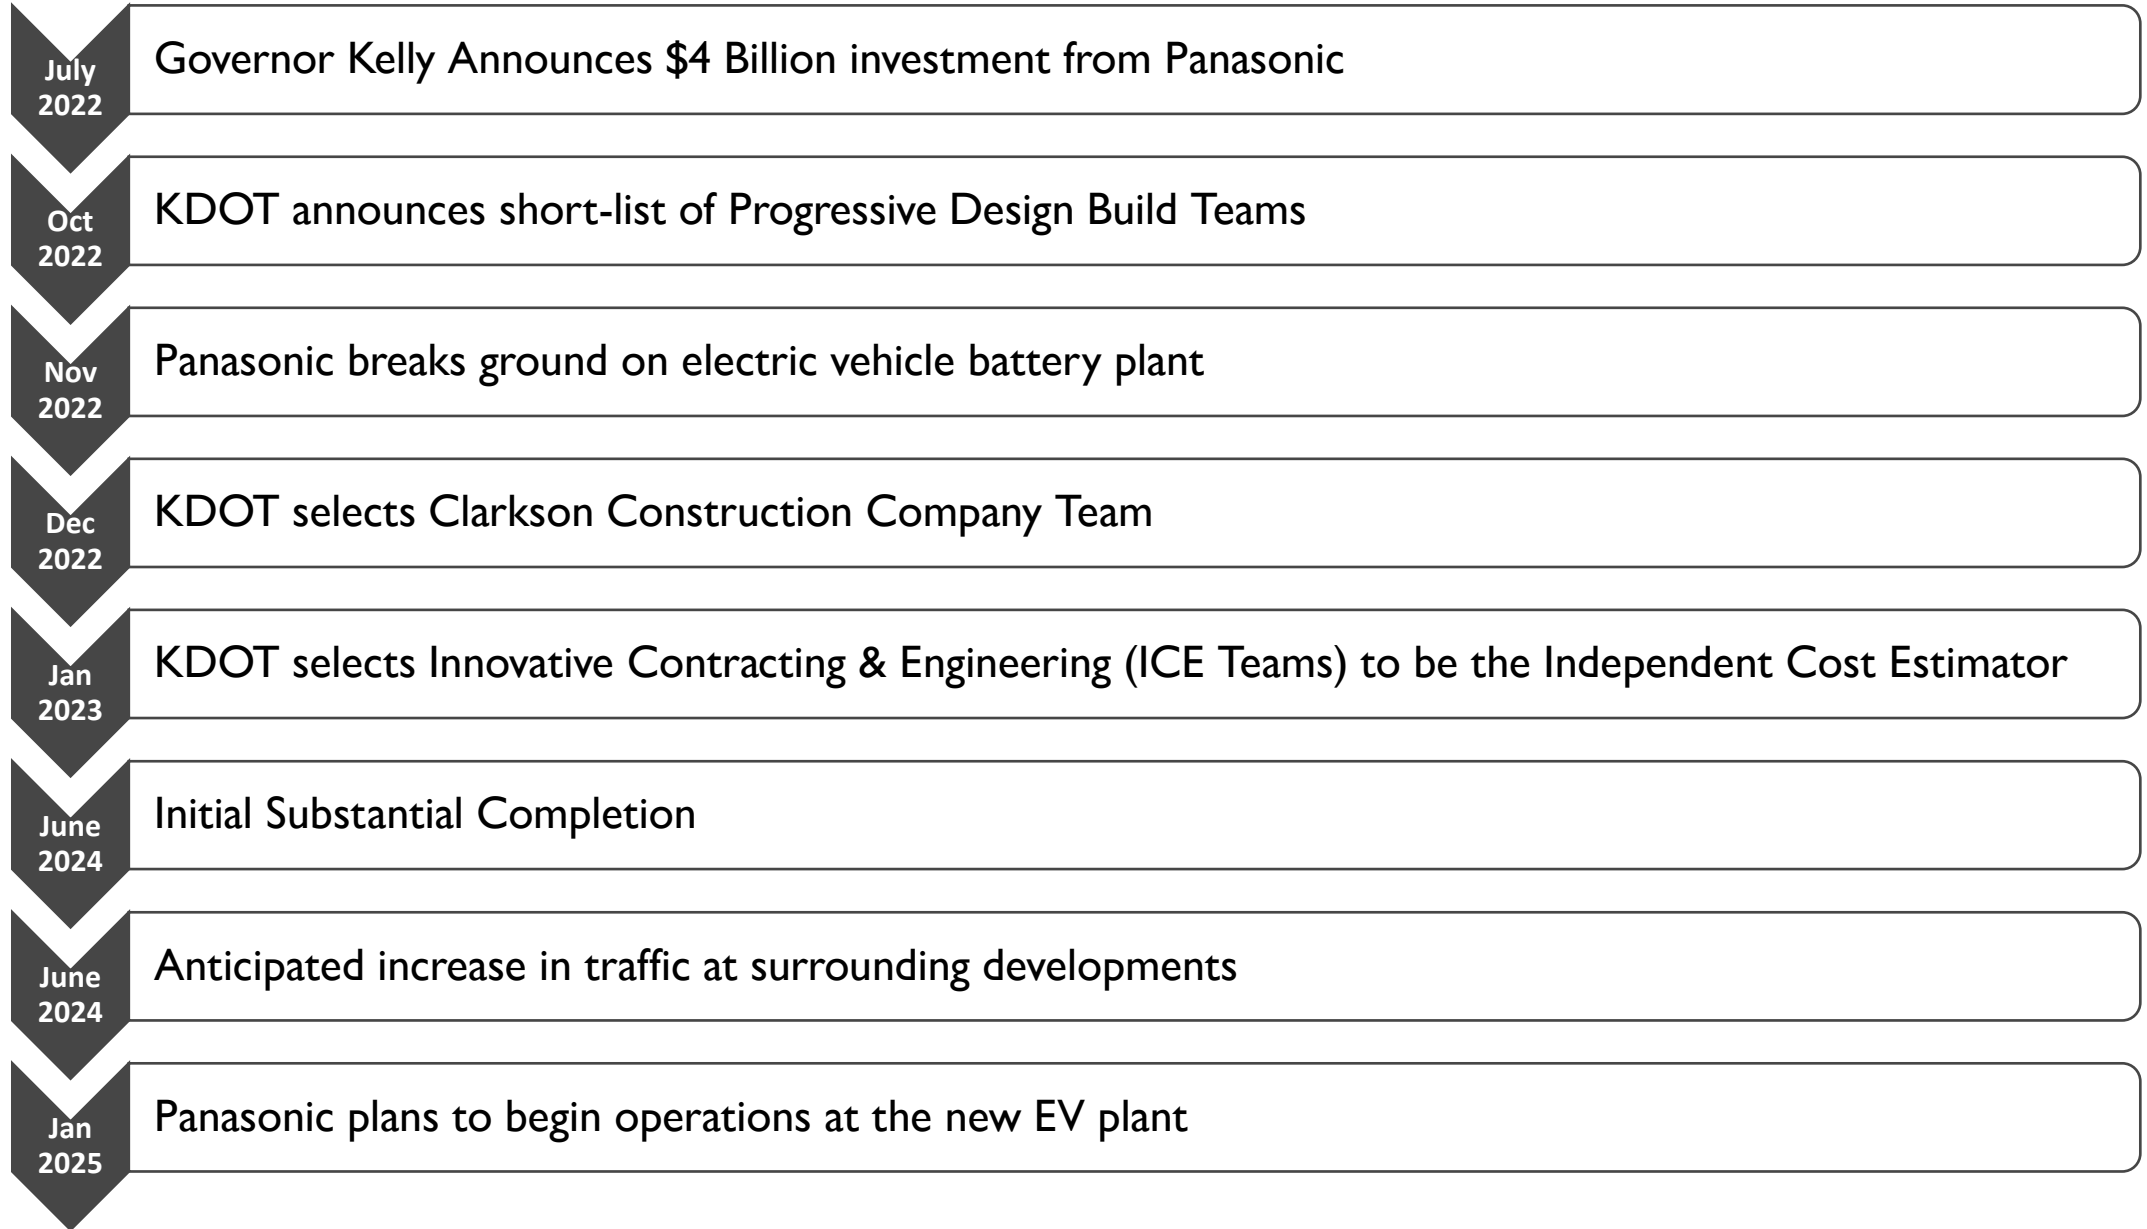 July
2022
Governor Kelly Announces $4 Billion investment from Panasonic
Oct
2022
KDOT announces short-list of Progressive Design Build Teams
Nov
2022
Panasonic breaks ground on electric vehicle battery plant
Dec
2022
KDOT selects Clarkson Construction Company Team
Jan
2023
KDOT selects Innovative Contracting & Engineering (ICE Teams) to be the Independent Cost Estimator
June
2024
Initial Substantial Completion
June
2024
Anticipated increase in traffic at surrounding developments
Jan
2025
Panasonic plans to begin operations at the new EV plant